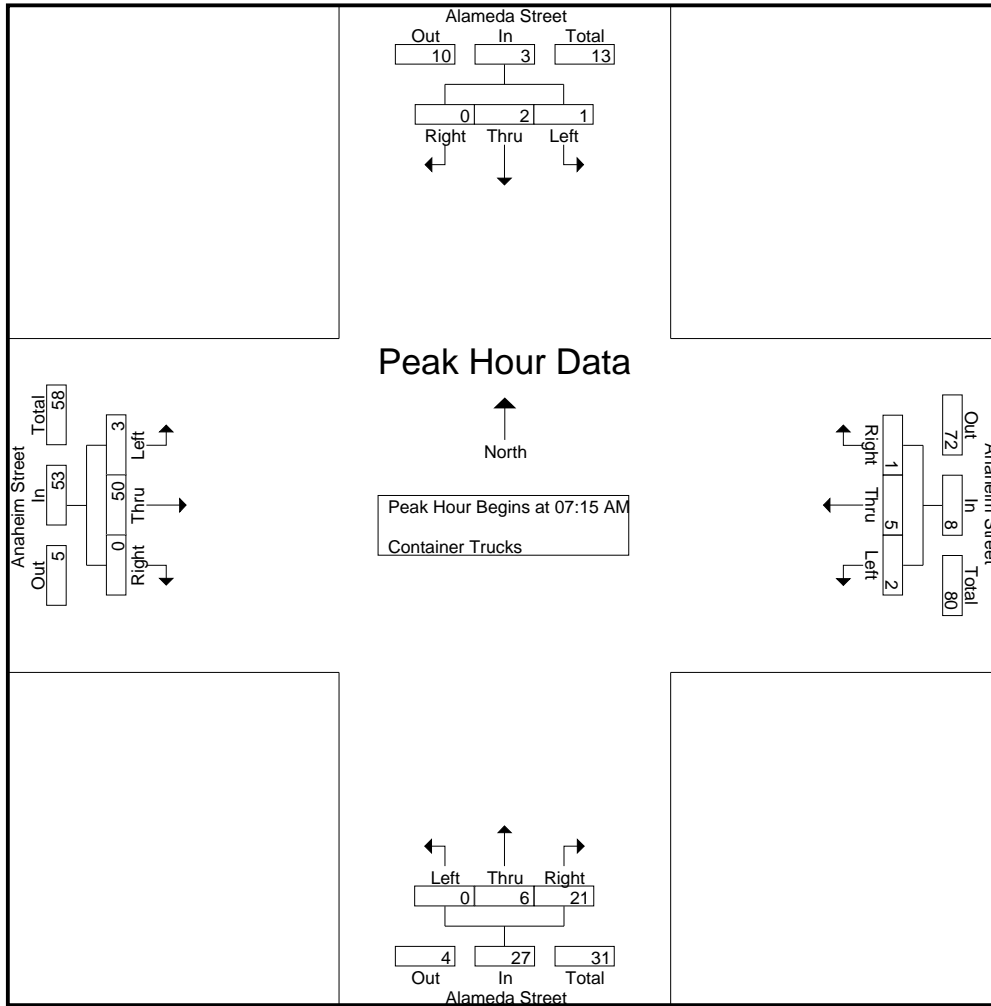 Alameda Street
Out In Total
10 3 13
0 2 1
Right Thru Left
Peak Hour Data
North
Peak Hour Begins at 07:15 AM
Container Trucks
Anaheim Street
Total In Out
58 53 5
3 50 0
Left Thru Right
Anaheim Street
Out In Total
72 8 80
1 5 2
Right Thru Left
Left Thru Right
0 6 21
4 27 31
Out In Total
Alameda Street